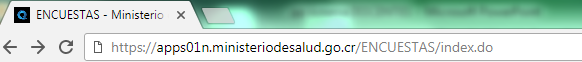 ENCUESTAS - Ministerio
https://apps01n.ministeriodesalud.go.cr/ENCUESTAS/index.do